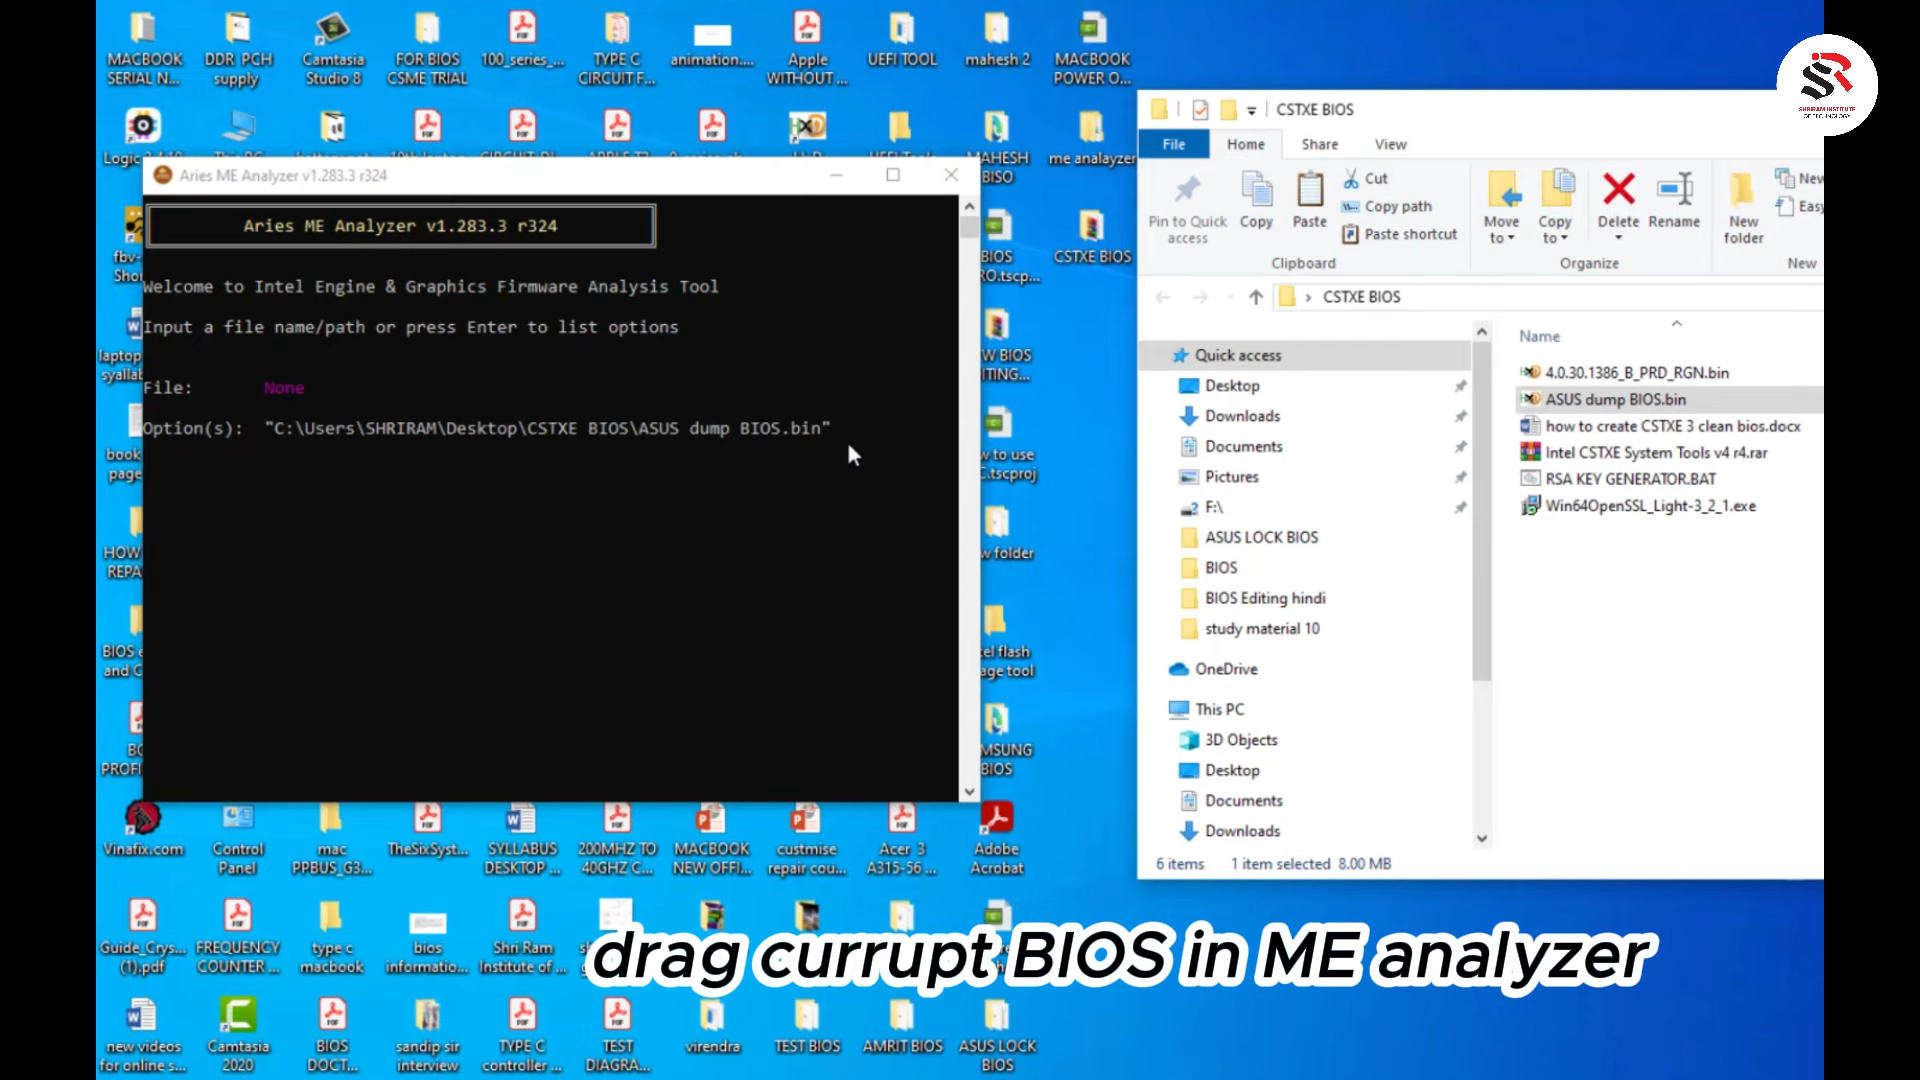 MACBOOK
SERIAL N...
DDR PCH
supply
Camtasia
Studio 8
FOR BIOS
CSME TRIAL
100_series_...
TYPE C
CIRCUIT F...
animation....
Apple
WITHOUT ...
UEFI TOOL
mahesh 2
MACBOOK
POWER O...
SR
SHRIRAM INSTITUTE
OF TECHNOLOGY
MAHESH
BISO
me analayzer
CSTXE BIOS
Aries ME Analyzer v1.283.3 r324
Aries ME Analyzer v1.283.3 r324
Welcome to Intel Engine & Graphics Firmware Analysis Tool
Input a file name/path or press Enter to list options
File: None
Option(s): "C:\Users\SHRIRAM\Desktop\CSTXE BIOS\ASUS dump BIOS.bin"
CSTXE BIOS
File Home Share View
Pin to Quick
access
Copy
Paste
Cut
Copy path
Paste shortcut
Clipboard
Move
to
Copy
to
Delete
Rename
Organize
New
folder
New
Easy
New
CSTXE BIOS
Name
Quick access
Desktop
Downloads
Documents
Pictures
F:\
ASUS LOCK BIOS
BIOS
BIOS Editing hindi
study material 10
OneDrive
This PC
3D Objects
Desktop
Documents
Downloads
4.0.30.1386_B_PRD_RGN.bin
ASUS dump BIOS.bin
how to create CSTXE 3 clean bios.docx
Intel CSTXE System Tools v4 r4.rar
RSA KEY GENERATOR.BAT
Win64OpenSSL_Light-3_2_1.exe
6 items 1 item selected 8.00 MB
Vinafix.com
Control
Panel
mac
PPBUS_G3...
TheSixSyst...
SYLLABUS
DESKTOP ...
200MHZ TO
40GHZ C...
MACBOOK
NEW OFFI...
custmise
repair cou...
Acer 3
A315-56 ...
Adobe
Acrobat
Guide_Crys...
(1).pdf
FREQUENCY
COUNTER ...
type c
macbook
bios
informatio...
Shri Ram
Institute of ...
drag currupt BIOS in ME analyzer
new videos
for online s...
Camtasia
2020
BIOS
DOCT...
sandip sir
interview
TYPE C
controller ...
TEST
DIAGRA...
virendra
TEST BIOS
AMRIT BIOS
ASUS LOCK
BIOS